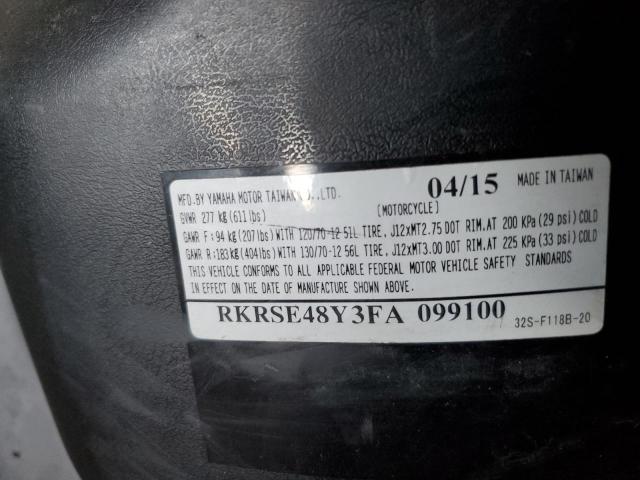 MFD.BY YAMAHA MOTOR TAIWAN CO.,LTD. 04/15 MADE IN TAIWAN
GVWR 277 kg (611 lbs) [MOTORCYCLE]
GAWR F: 94 kg (207 lbs) WITH 120/70-12 51L TIRE, J12xMT2.75 DOT RIM.AT 200 KPa (29 psi) COLD
GAWR R: 183 kg (404 lbs) WITH 130/70-12 56L TIRE, J12xMT3.00 DOT RIM.AT 225 KPa (33 psi) COLD
THIS VEHICLE CONFORMS TO ALL APPLICABLE FEDERAL MOTOR VEHICLE SAFETY STANDARDS
IN EFFECT ON THE DATE OF MANUFACTURE SHOWN ABOVE.
RKRSE48Y3FA 099100 32S-F118B-20